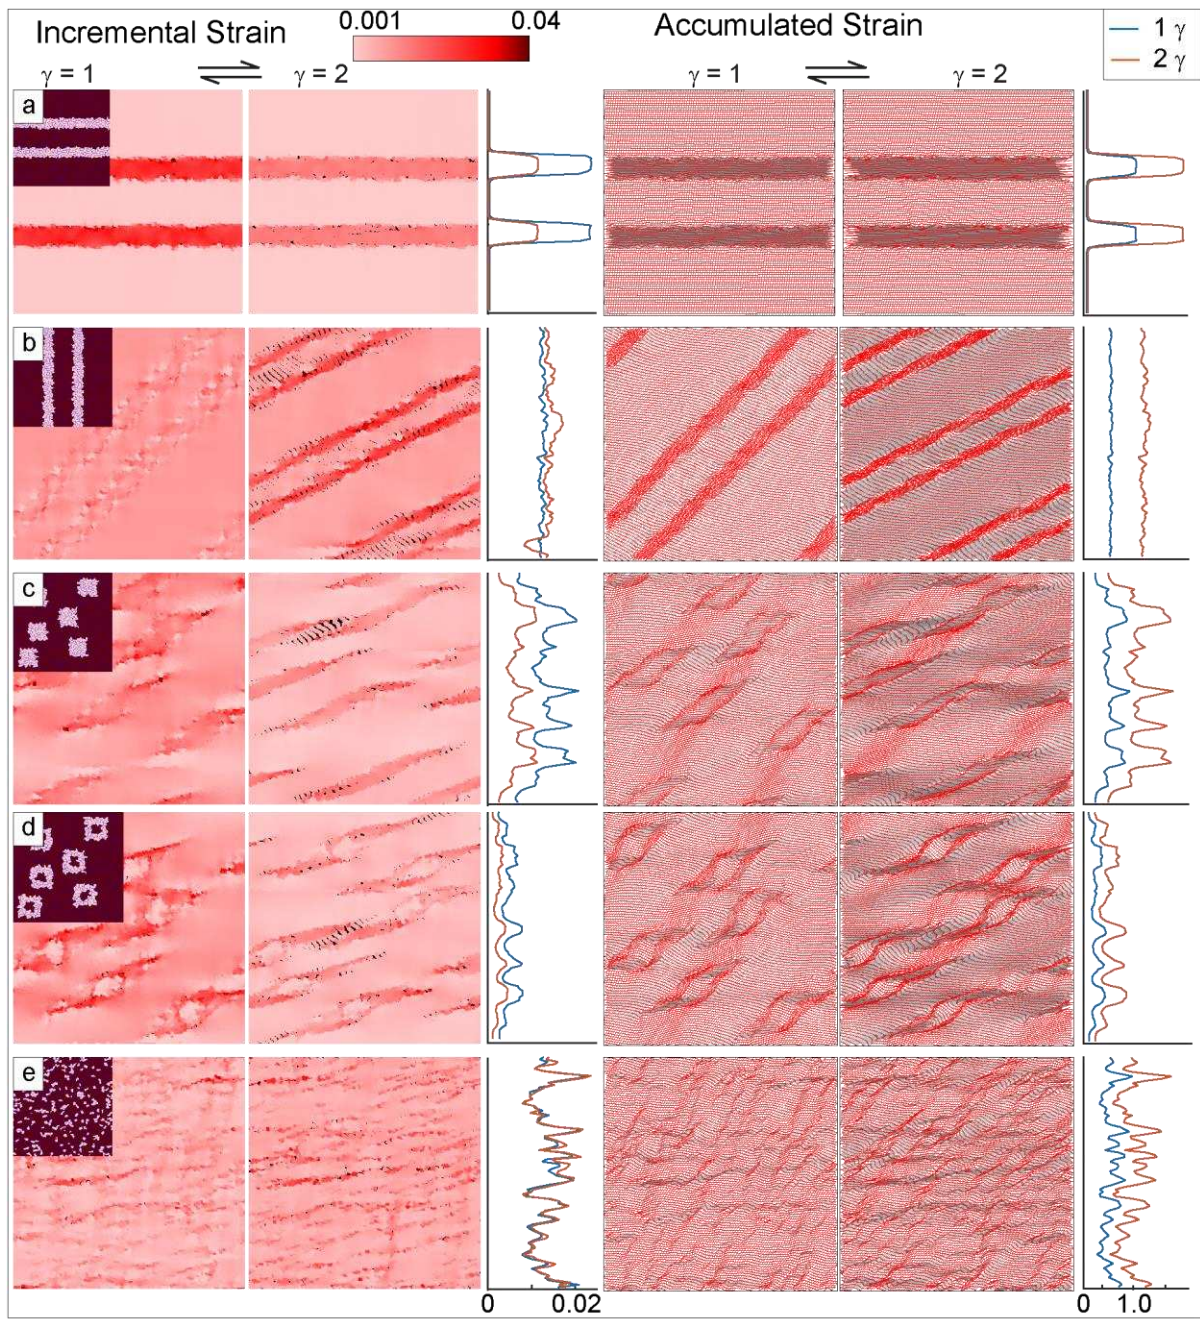 Incremental Strain
0.001 0.04
Accumulated Strain
1 γ
2 γ
γ = 1 γ = 2 γ = 1 γ = 2
a
b
c
d
e
0 0.02 0 1.0